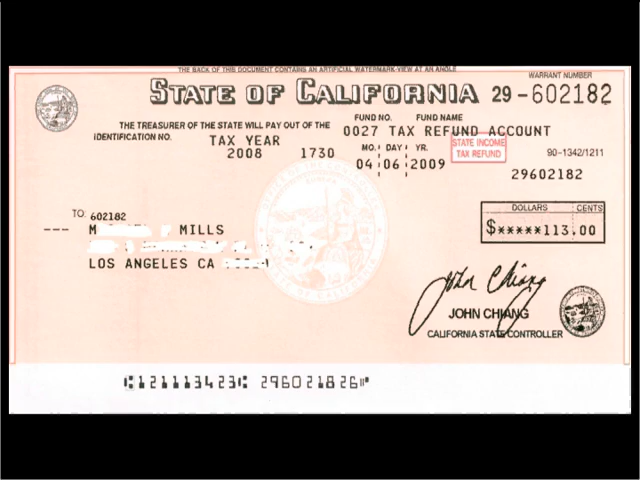 THE BACK OF THIS DOCUMENT CONTAINS AN ARTIFICIAL WATERMARK-VIEW AT AN ANGLE
WARRANT NUMBER
STATE OF CALIFORNIA 29-602182
THE TREASURER OF THE STATE WILL PAY OUT OF THE
FUND NO. FUND NAME
0027 TAX REFUND ACCOUNT
IDENTIFICATION NO.
TAX YEAR
2008 1730
MO. DAY YR.
04 06 2009
STATE INCOME
TAX REFUND
90-1342/1211
29602182
DOLLARS CENTS
$*****113.00
TO: 602182
--- M MILLS
LOS ANGELES CA
John Chiang
JOHN CHIANG
CALIFORNIA STATE CONTROLLER
⑆121113423⑆ 296021826⑈